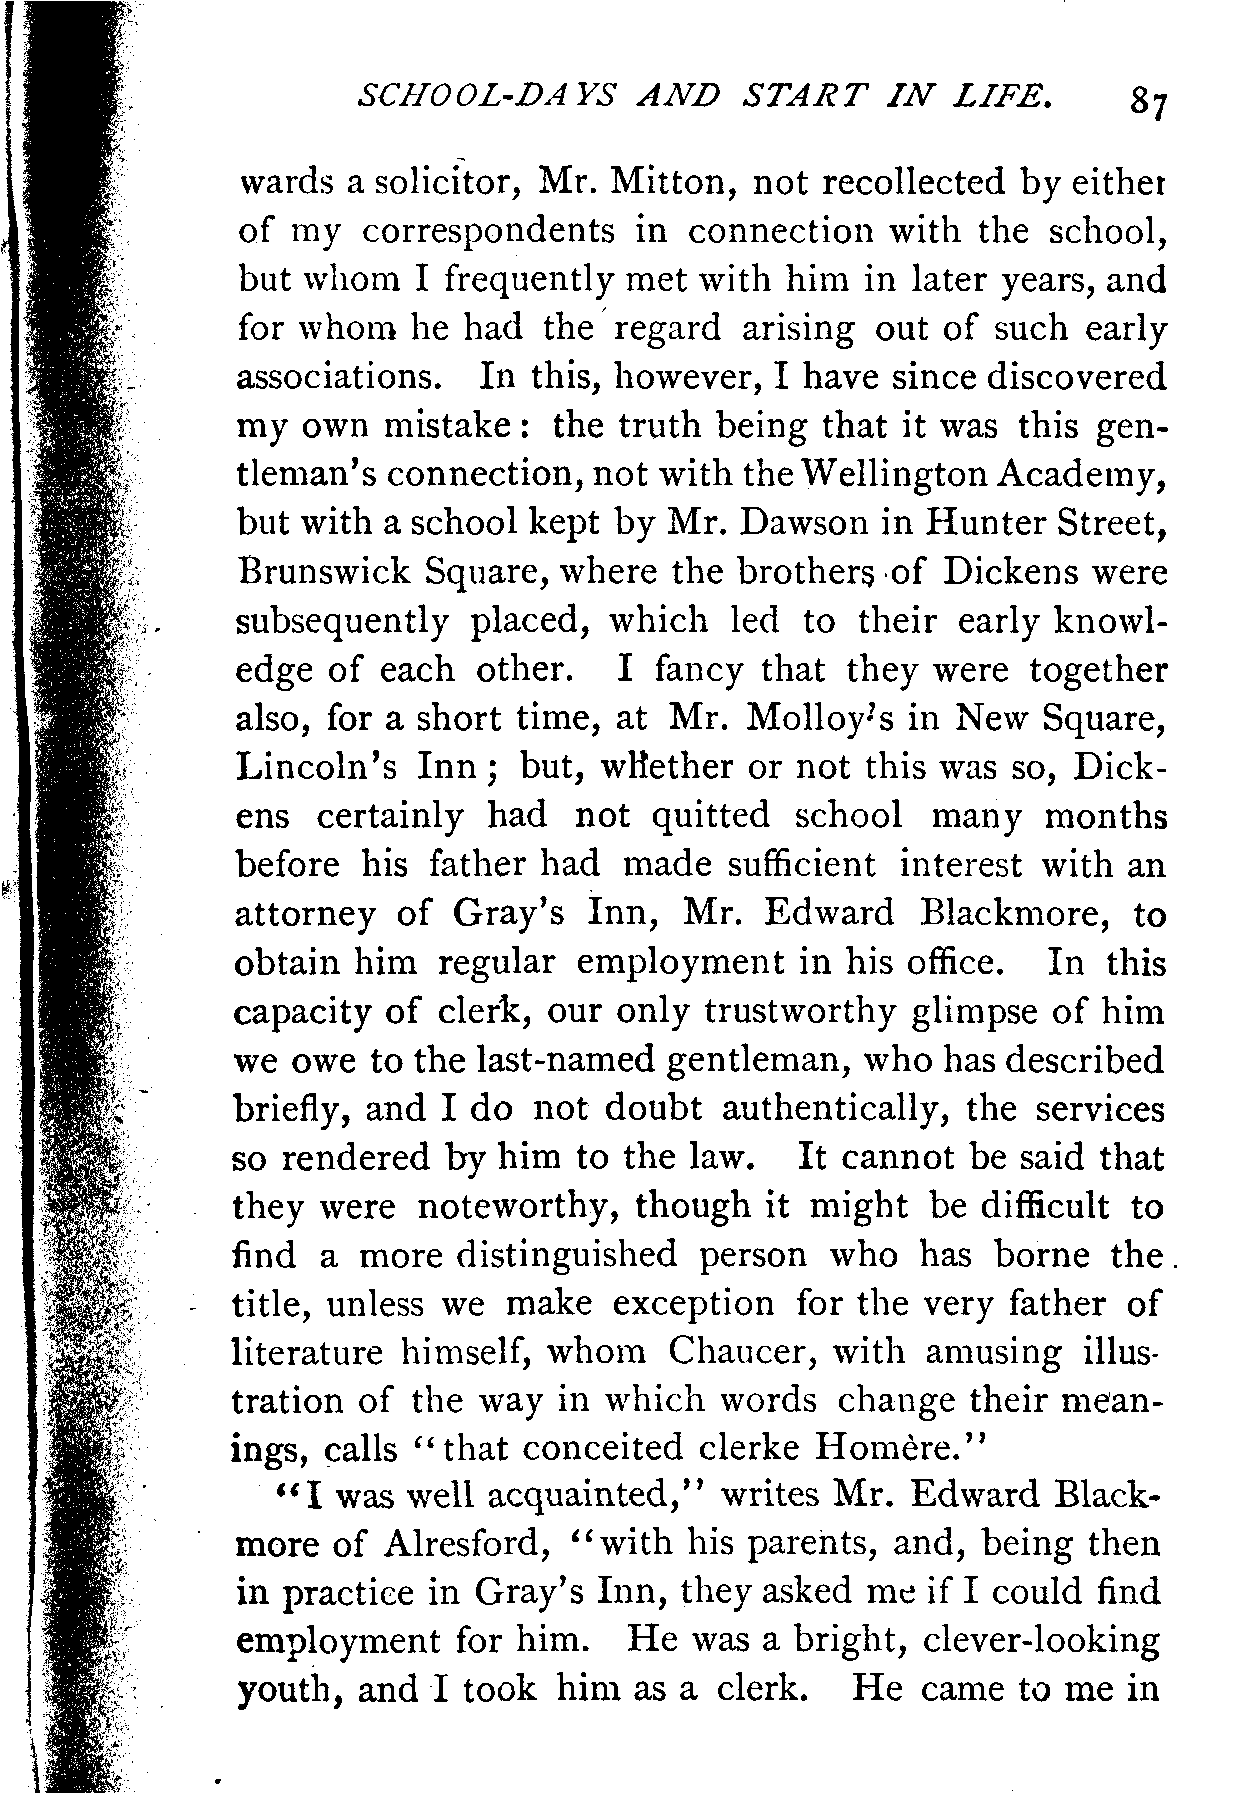 SCHOOL-DAYS AND START IN LIFE. 87
wards a solicitor, Mr. Mitton, not recollected by either
of my correspondents in connection with the school,
but whom I frequently met with him in later years, and
for whom he had the regard arising out of such early
associations. In this, however, I have since discovered
my own mistake : the truth being that it was this gen-
tleman's connection, not with the Wellington Academy,
but with a school kept by Mr. Dawson in Hunter Street,
Brunswick Square, where the brothers of Dickens were
subsequently placed, which led to their early knowl-
edge of each other. I fancy that they were together
also, for a short time, at Mr. Molloy's in New Square,
Lincoln's Inn ; but, whether or not this was so, Dick-
ens certainly had not quitted school many months
before his father had made sufficient interest with an
attorney of Gray's Inn, Mr. Edward Blackmore, to
obtain him regular employment in his office. In this
capacity of clerk, our only trustworthy glimpse of him
we owe to the last-named gentleman, who has described
briefly, and I do not doubt authentically, the services
so rendered by him to the law. It cannot be said that
they were noteworthy, though it might be difficult to
find a more distinguished person who has borne the
title, unless we make exception for the very father of
literature himself, whom Chaucer, with amusing illus-
tration of the way in which words change their mean-
ings, calls "that conceited clerke Homère."
"I was well acquainted," writes Mr. Edward Black-
more of Alresford, "with his parents, and, being then
in practice in Gray's Inn, they asked me if I could find
employment for him. He was a bright, clever-looking
youth, and I took him as a clerk. He came to me in